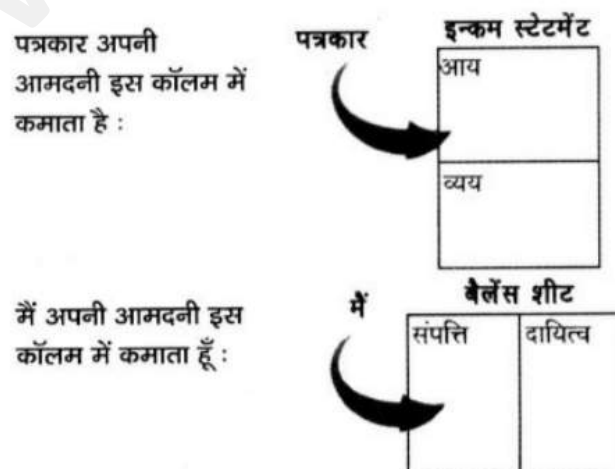 पत्रकार अपनी
आमदनी इस कॉलम में
कमाता है :
पत्रकार
इन्कम स्टेटमेंट
आय
व्यय
मैं अपनी आमदनी इस
कॉलम में कमाता हूँ :
मैं
बैलेंस शीट
संपत्ति
दायित्व